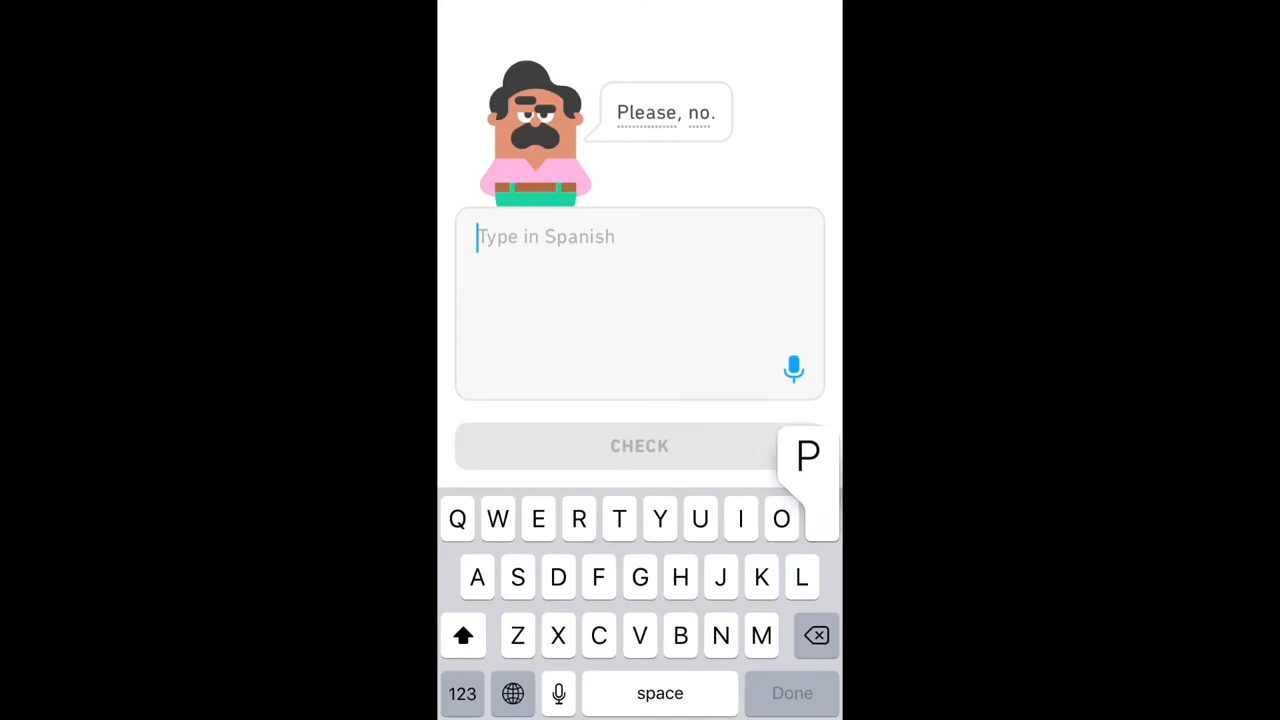 Please, no.
Type in Spanish
CHECK
P
Q W E R T Y U I O
A S D F G H J K L
Z X C V B N M
123 space Done